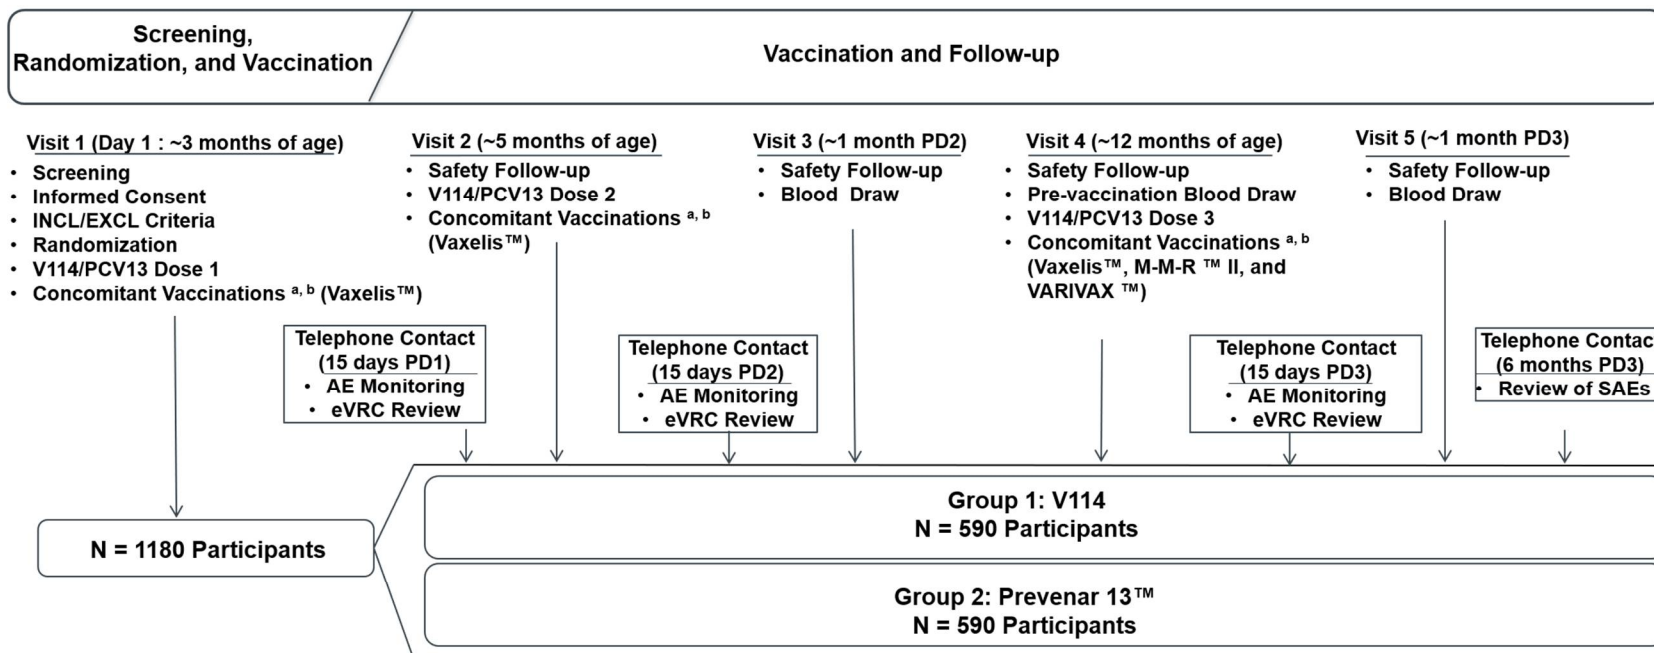 Screening,
Randomization, and Vaccination
Vaccination and Follow-up
Visit 1 (Day 1 : ~3 months of age)
• Screening
• Informed Consent
• INCL/EXCL Criteria
• Randomization
• V114/PCV13 Dose 1
• Concomitant Vaccinations a, b (Vaxelis™)
Visit 2 (~5 months of age)
• Safety Follow-up
• V114/PCV13 Dose 2
• Concomitant Vaccinations a, b
(Vaxelis™)
Visit 3 (~1 month PD2)
• Safety Follow-up
• Blood Draw
Visit 4 (~12 months of age)
• Safety Follow-up
• Pre-vaccination Blood Draw
• V114/PCV13 Dose 3
• Concomitant Vaccinations a, b
(Vaxelis™, M-M-R ™ II, and
VARIVAX ™)
Visit 5 (~1 month PD3)
• Safety Follow-up
• Blood Draw
Telephone Contact
(15 days PD1)
• AE Monitoring
• eVRC Review
Telephone Contact
(15 days PD2)
• AE Monitoring
• eVRC Review
Telephone Contact
(15 days PD3)
• AE Monitoring
• eVRC Review
Telephone Contact
(6 months PD3)
• Review of SAEs
N = 1180 Participants
Group 1: V114
N = 590 Participants
Group 2: Prevenar 13™
N = 590 Participants